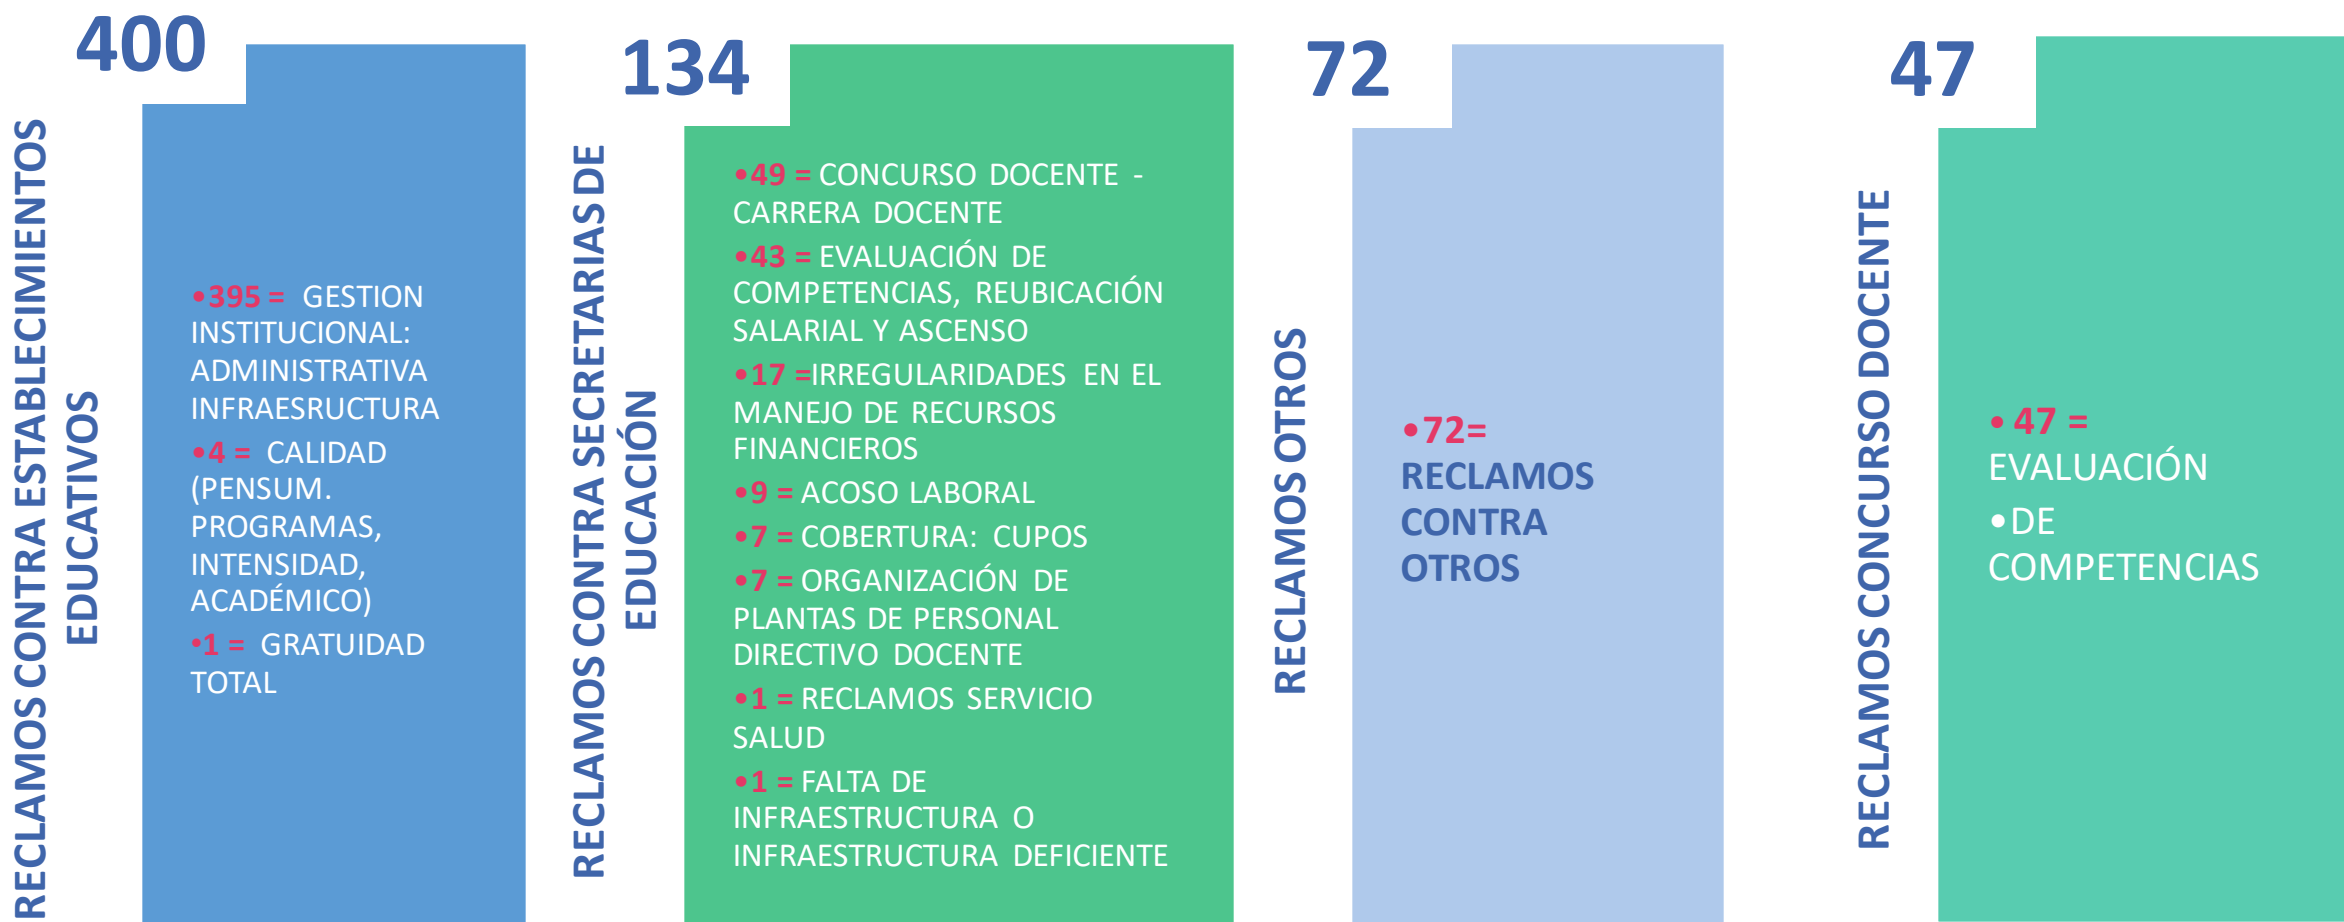 400
RECLAMOS CONTRA ESTABLECIMIENTOS
EDUCATIVOS
•395 = GESTION
INSTITUCIONAL:
ADMINISTRATIVA
INFRAESRUCTURA
•4 = CALIDAD
(PENSUM.
PROGRAMAS,
INTENSIDAD,
ACADÉMICO)
•1 = GRATUIDAD
TOTAL
134
RECLAMOS CONTRA SECRETARIAS DE
EDUCACIÓN
•49 = CONCURSO DOCENTE -
CARRERA DOCENTE
•43 = EVALUACIÓN DE
COMPETENCIAS, REUBICACIÓN
SALARIAL Y ASCENSO
•17 =IRREGULARIDADES EN EL
MANEJO DE RECURSOS
FINANCIEROS
•9 = ACOSO LABORAL
•7 = COBERTURA: CUPOS
•7 = ORGANIZACIÓN DE
PLANTAS DE PERSONAL
DIRECTIVO DOCENTE
•1 = RECLAMOS SERVICIO
SALUD
•1 = FALTA DE
INFRAESTRUCTURA O
INFRAESTRUCTURA DEFICIENTE
72
RECLAMOS OTROS
•72=
RECLAMOS
CONTRA
OTROS
47
RECLAMOS CONCURSO DOCENTE
• 47 =
EVALUACIÓN
•DE
COMPETENCIAS